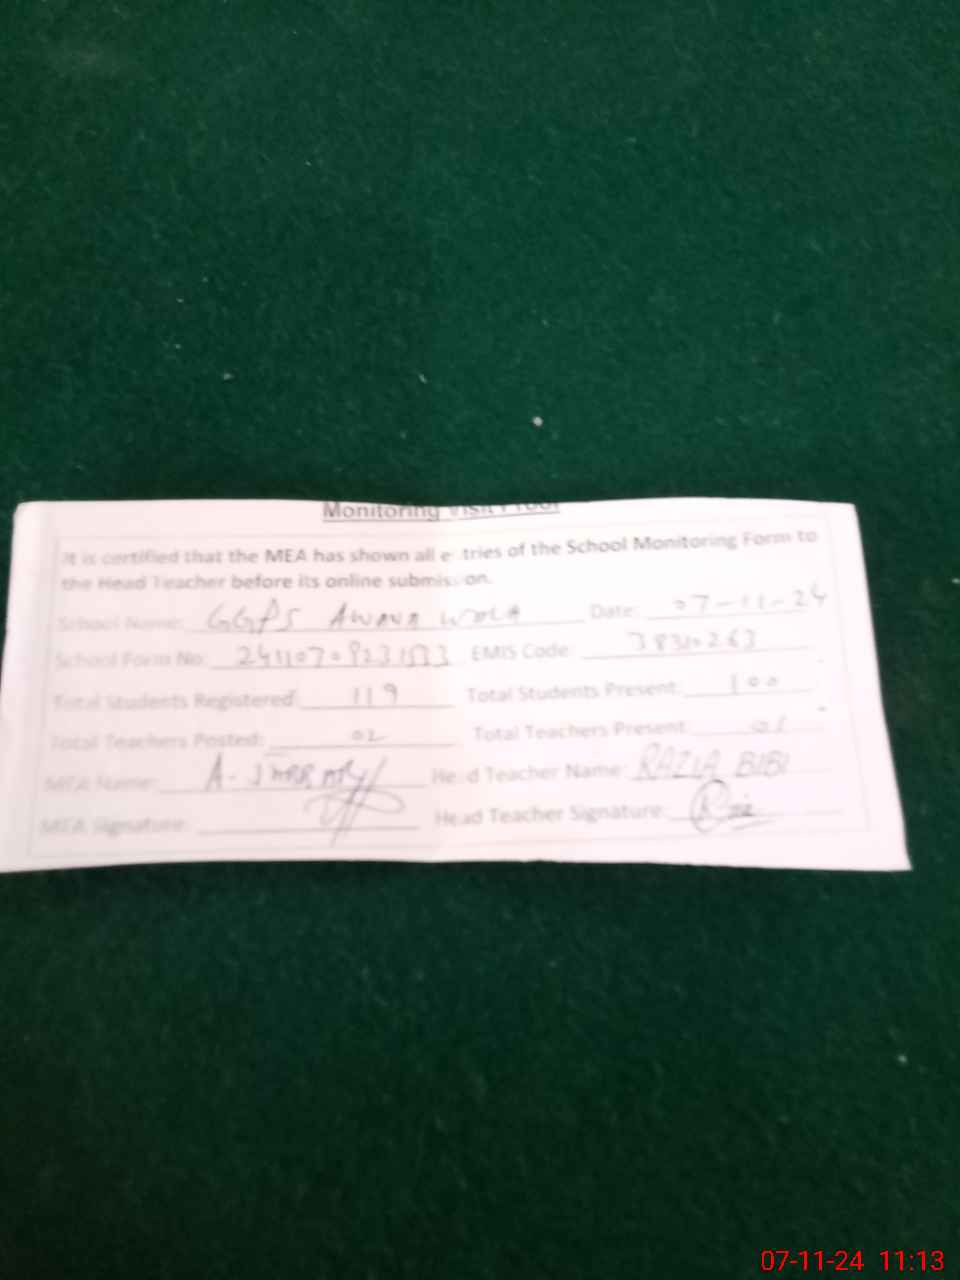 Monitoring Visit Proof
It is certified that the MEA has shown all entries of the School Monitoring Form to
the Head Teacher before its online submission.
School Name: GGPS AWANA WALA Date: 07-11-24
School Form No: EMIS Code: 38310263
Total Students Registered: 119 Total Students Present: 100
Total Teachers Posted: 02 Total Teachers Present:
MEA Name: A. JABBAR Head Teacher Name: RAZIA BIBI
MEA Signature: Head Teacher Signature:
07-11-24 11:13